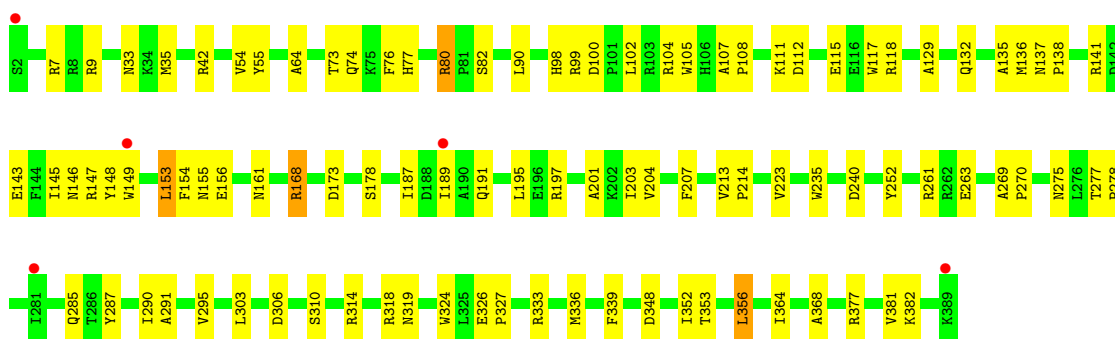 S2 R7 R8 R9 N33 K34 M35 R42 V54 Y55 A64 T73 Q74 K75 F76 H77 R80 P81 S82 L90 H98 R99 D100 P101 L102 R103 R104 W105 H106 A107 P108 K111 D112 E115 E116 W117 R118 A129 Q132 A135 M136 N137 P138 R141
E143 F144 I145 N146 R147 Y148 W149 L153 F154 N155 E156 N161 R168 D173 S178 I187 D188 I189 A190 Q191 L195 E196 R197 A201 K202 I203 V204 F207 V213 P214 V223 W235 D240 Y252 R261 R262 E263 A269 P270 N275 L276 T277
I281 Q285 T286 Y287 I290 A291 V295 L303 D306 S310 R314 R318 N319 W324 L325 E326 P327 R333 M336 F339 D348 I352 T353 L356 I364 A368 R377 V381 K382 K389